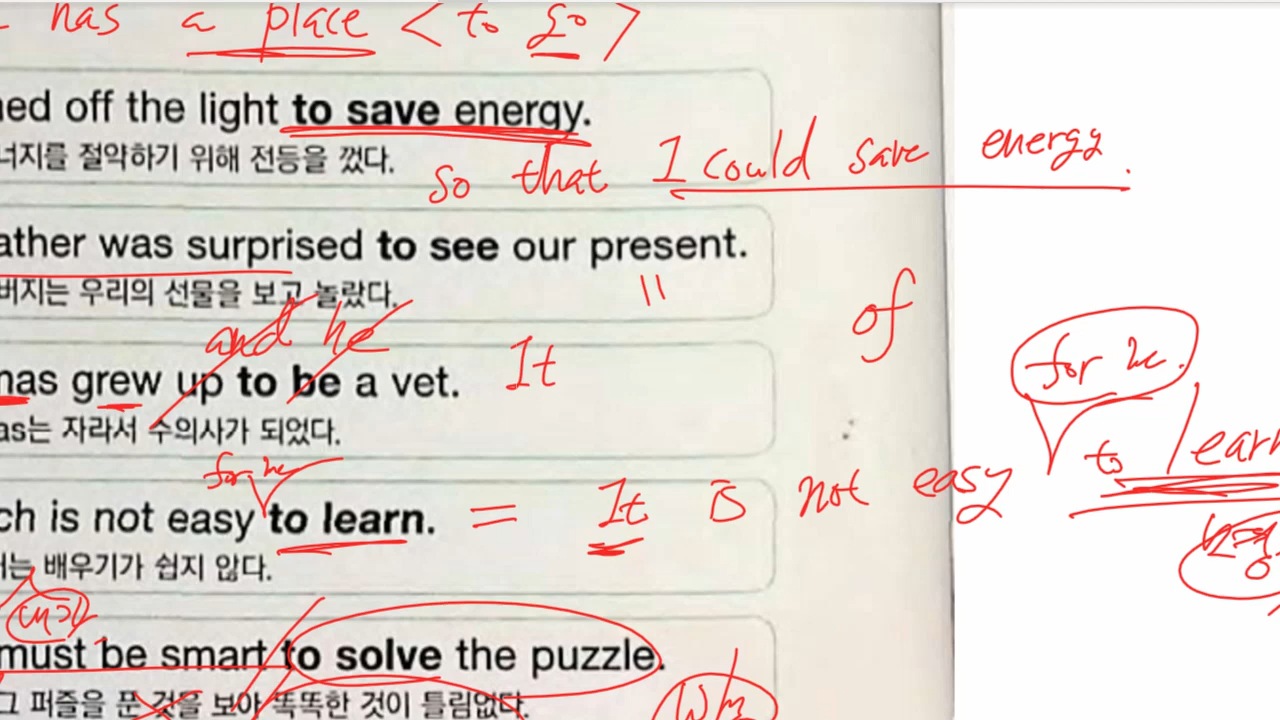 has a place < to go >
ned off the light to save energy.
너지를 절약하기 위해 전등을 껐다.
so that I could save energy.
ather was surprised to see our present.
버지는 우리의 선물을 보고 놀랐다.
and he
It
of
for me.
mas grew up to be a vet.
as는 자라서 수의사가 되었다.
for me
ch is not easy to learn. = It is not easy to learn
어는 배우기가 쉽지 않다.
must be smart to solve the puzzle.
그 퍼즐을 푼 것을 보아 똑똑한 것이 틀림없다.